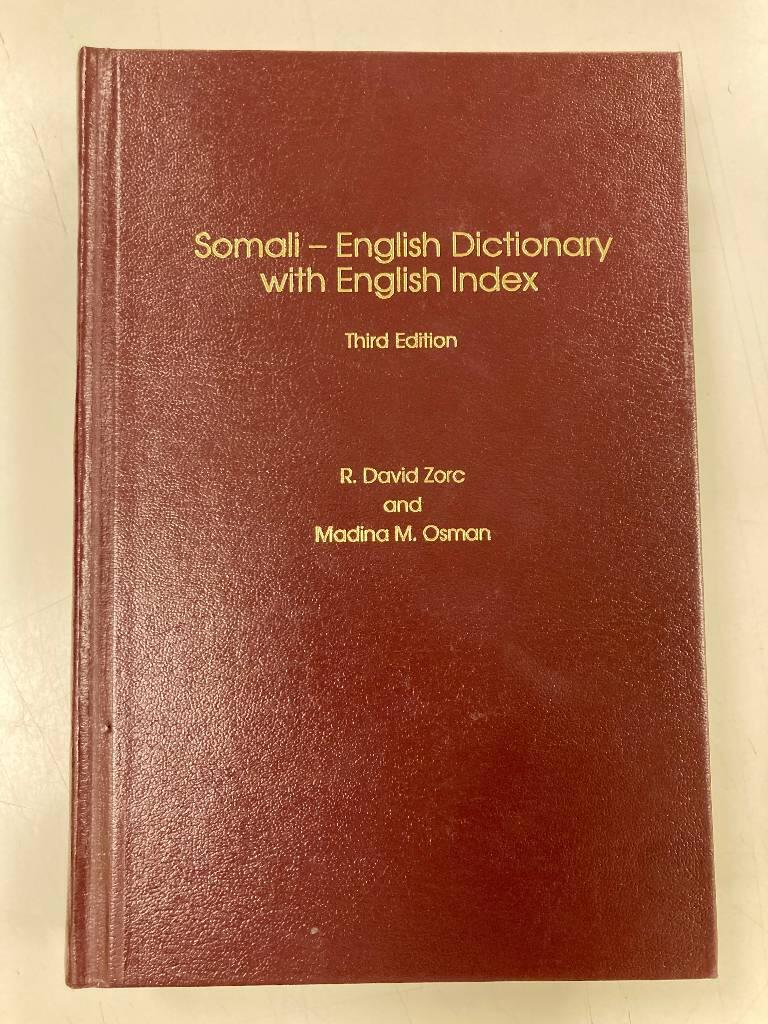 Somali – English Dictionary
with English Index
Third Edition
R. David Zorc
and
Madina M. Osman